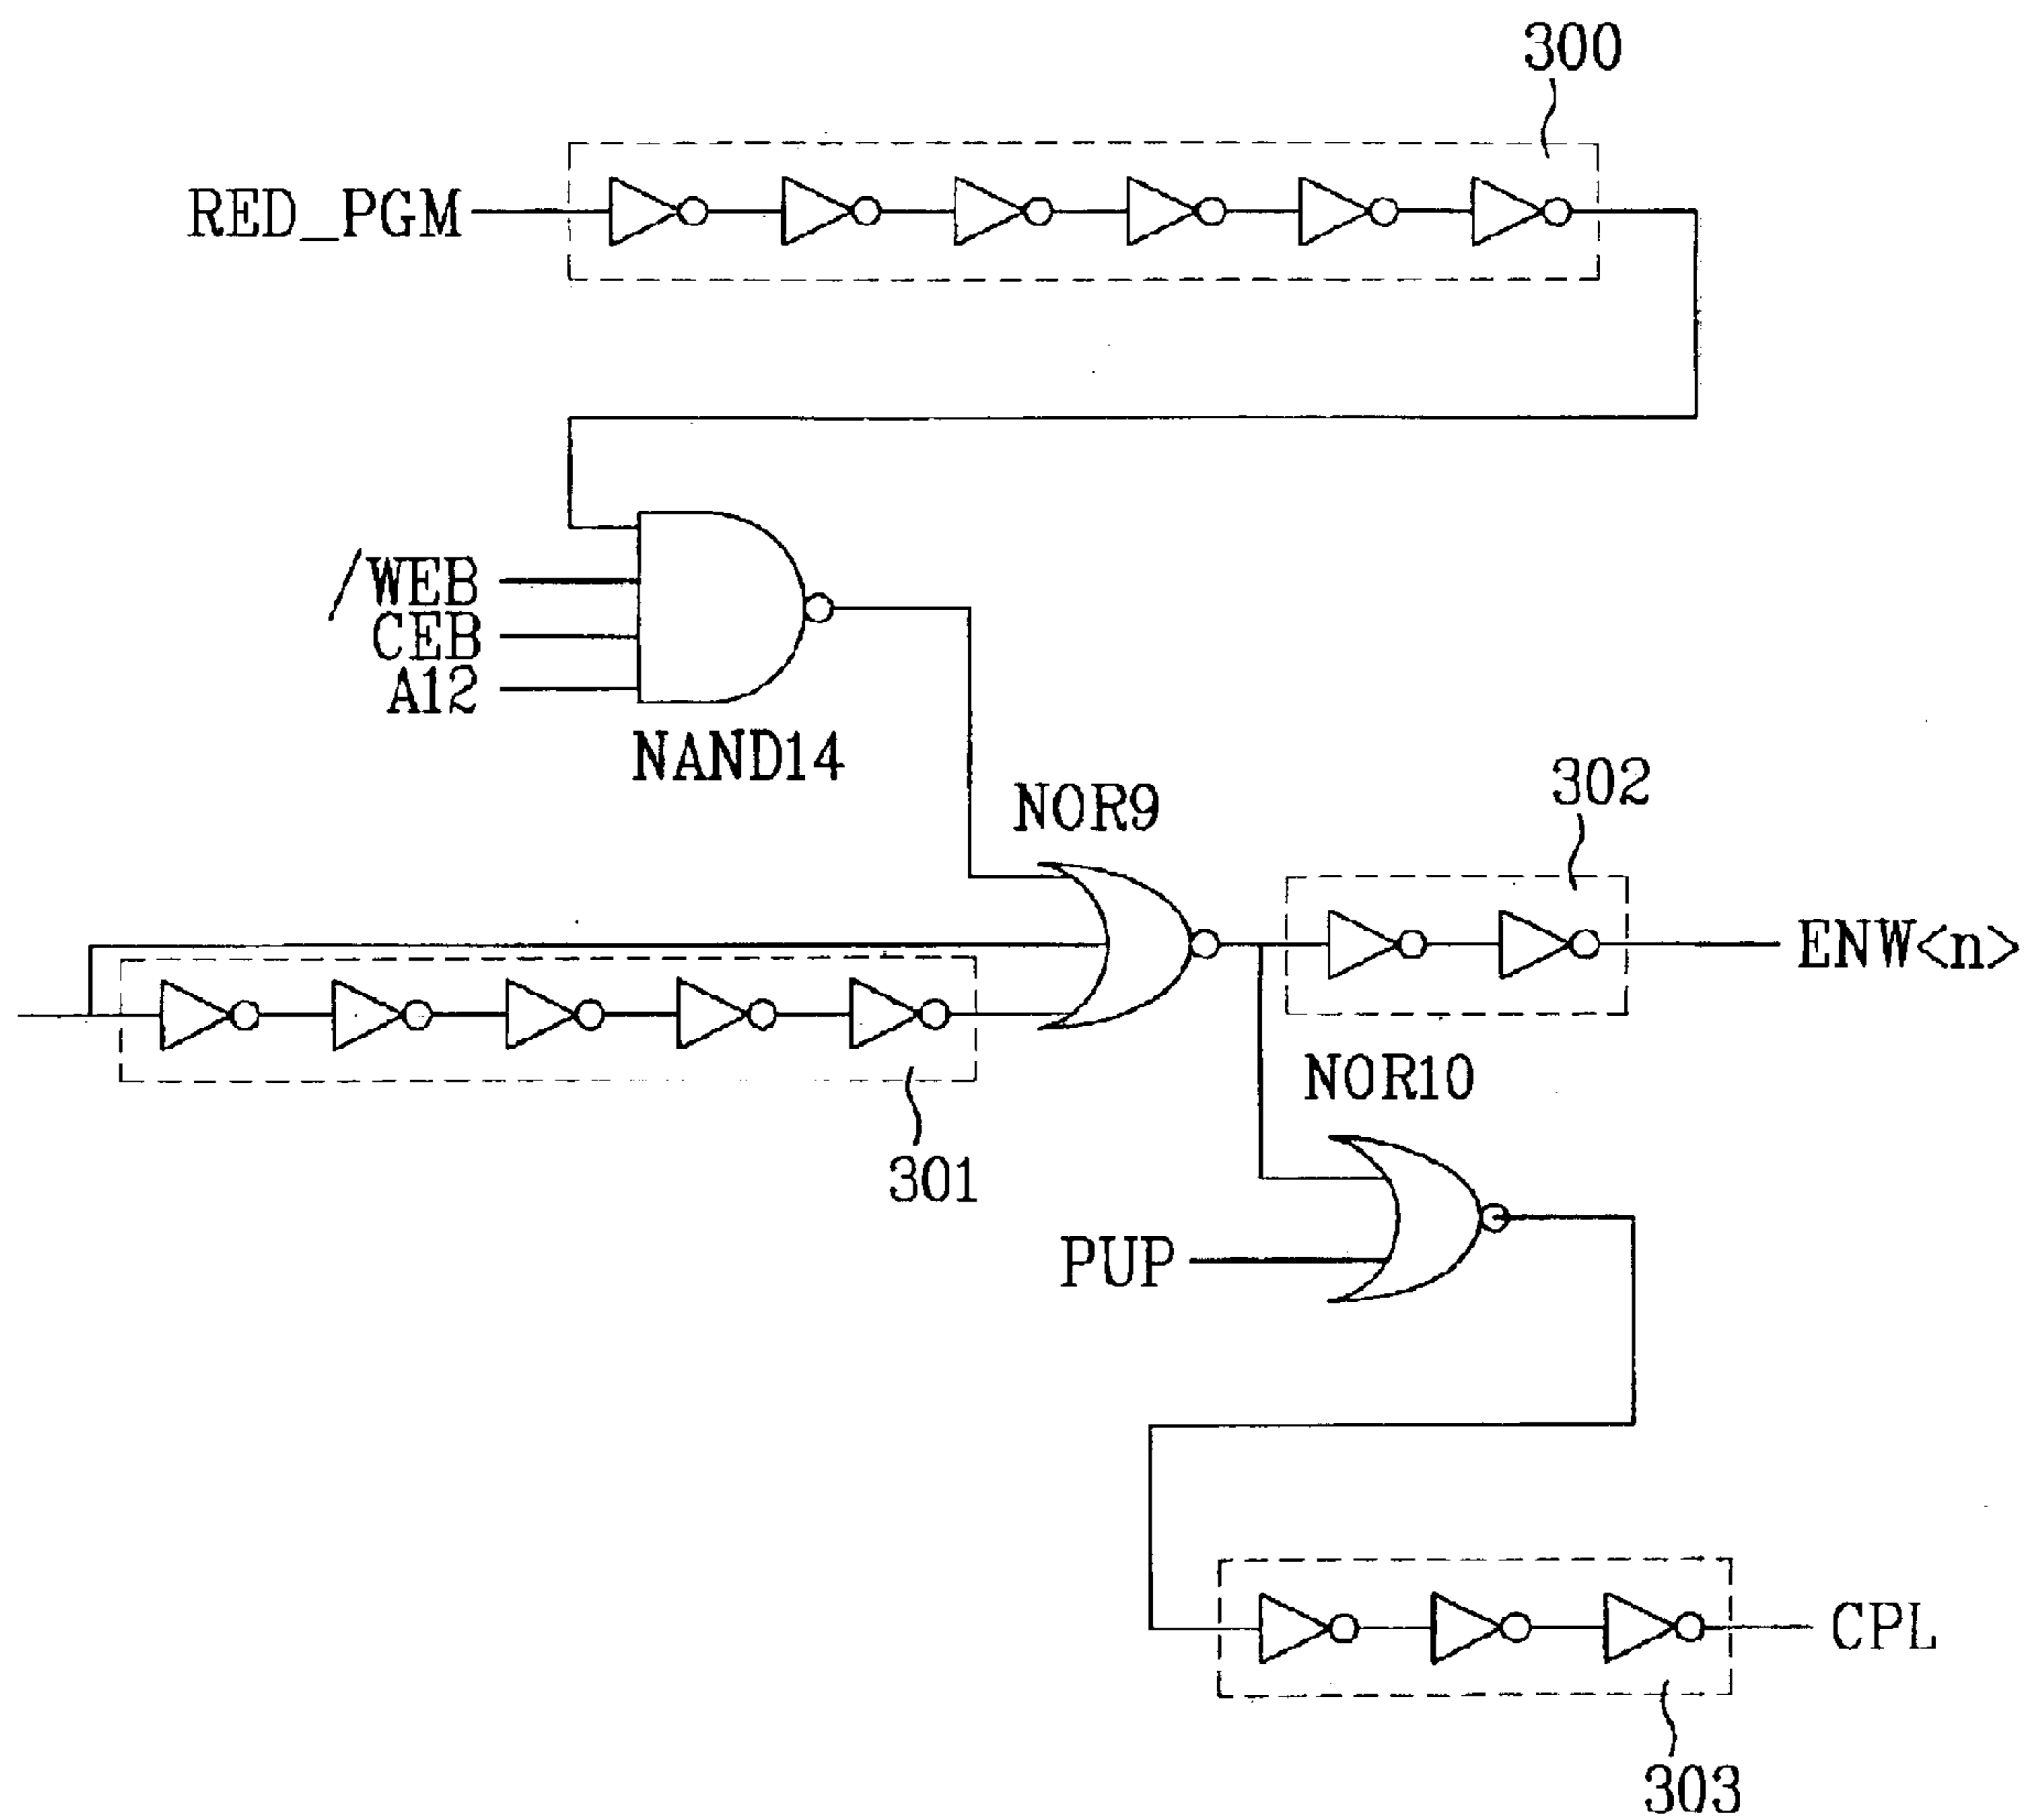 300
RED_PGM
/WEB
CEB
A12
NAND14
NOR9
302
ENW<n>
301
NOR10
PUP
CPL
303